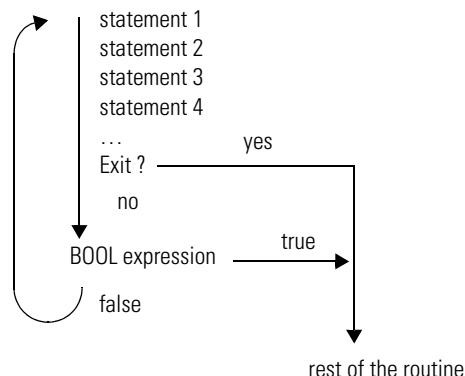 statement 1
statement 2
statement 3
statement 4
…
yes
Exit ?
no
true
BOOL expression
false
rest of the routine